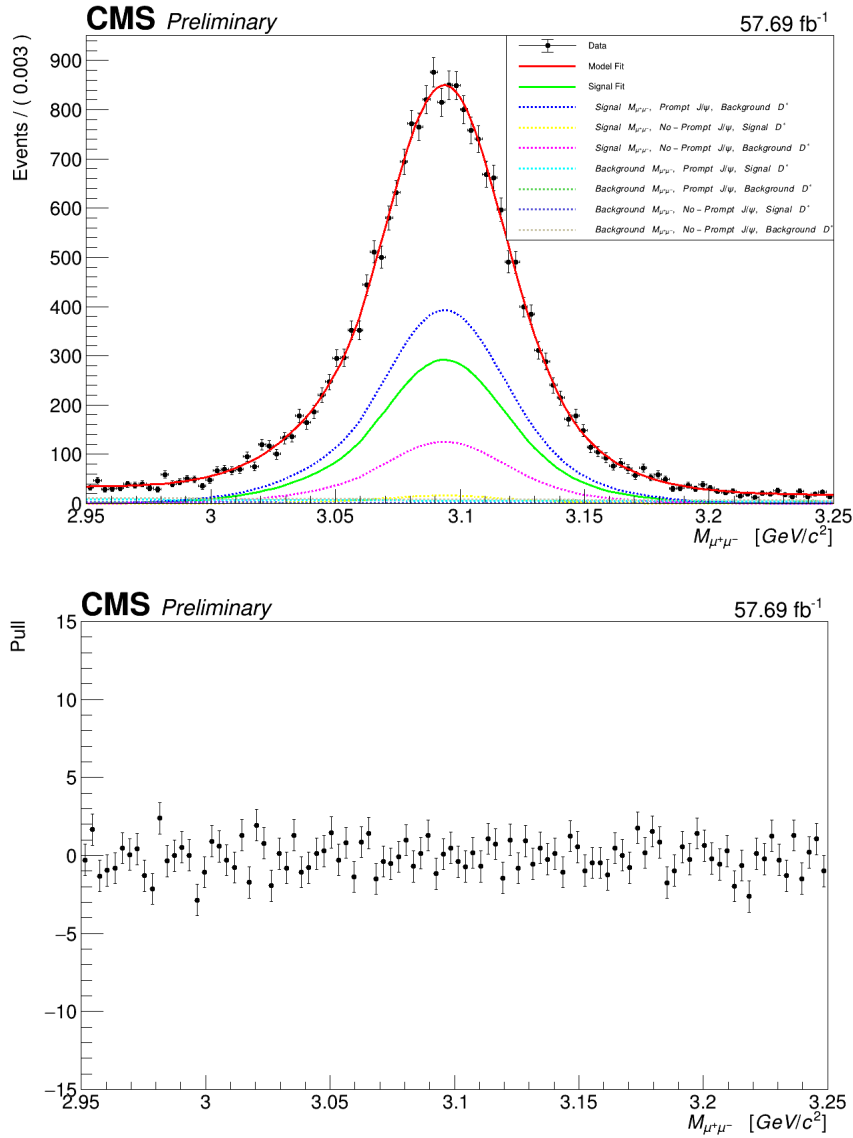 CMS Preliminary 57.69 fb⁻¹
Events / ( 0.003 )
900
800
700
600
500
400
300
200
100
0
Data
Model Fit
Signal Fit
Signal Mμ⁺μ⁻, Prompt J/ψ, Background D*
Signal Mμ⁺μ⁻, No-Prompt J/ψ, Signal D*
Signal Mμ⁺μ⁻, No-Prompt J/ψ, Background D*
Background Mμ⁺μ⁻, Prompt J/ψ, Signal D*
Background Mμ⁺μ⁻, Prompt J/ψ, Background D*
Background Mμ⁺μ⁻, No-Prompt J/ψ, Signal D*
Background Mμ⁺μ⁻, No-Prompt J/ψ, Background D*
2.95 3 3.05 3.1 3.15 3.2 3.25
Mμ⁺μ⁻ [GeV/c²]
CMS Preliminary 57.69 fb⁻¹
Pull
15
10
5
0
−5
−10
−15
2.95 3 3.05 3.1 3.15 3.2 3.25
Mμ⁺μ⁻ [GeV/c²]